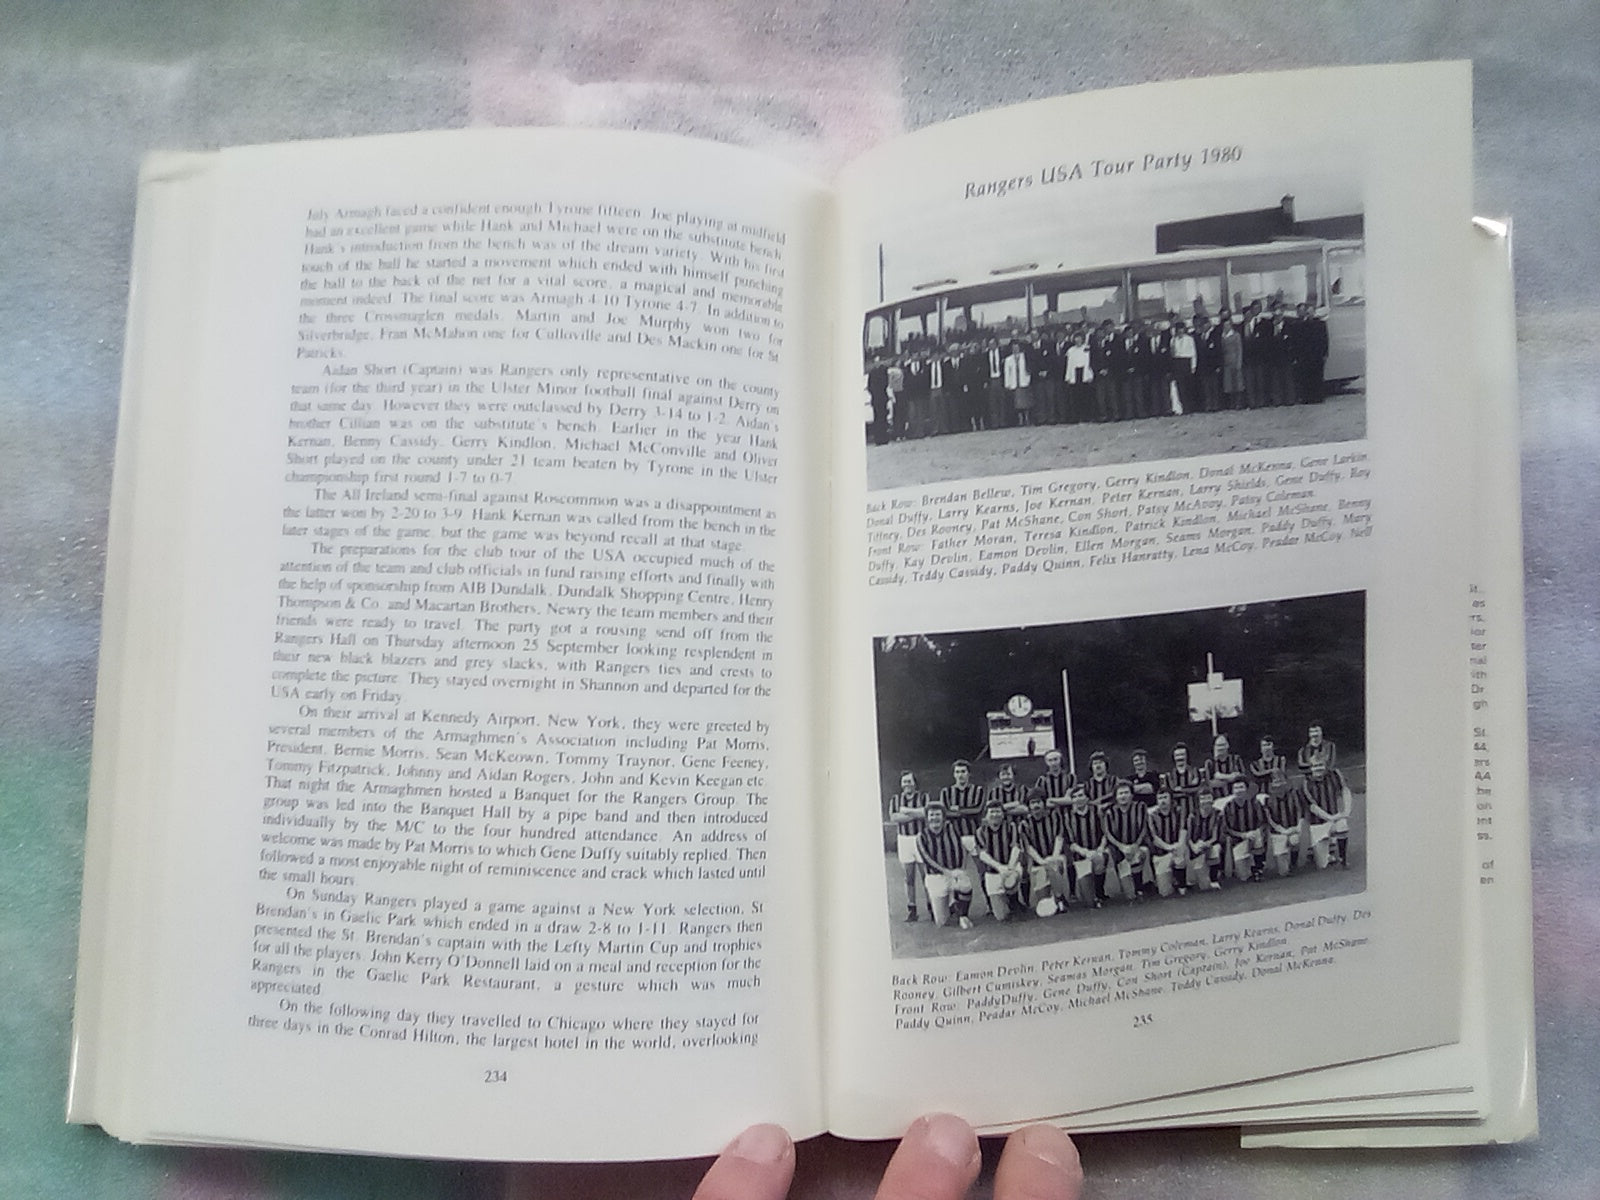 July Armagh faced a confident enough Tyrone fifteen. Joe playing at midfield
had an excellent game while Hank and Michael were on the substitute bench.
Hank's introduction from the bench was of the dream variety. With his first
touch of the ball he started a movement which ended with himself punching
the ball to the back of the net for a vital score, a magical and memorable
moment indeed. The final score was Armagh 4-10 Tyrone 4-7. In addition to
the three Crossmaglen medals, Martin and Joe Murphy won two for
Silverbridge, Fran McMahon one for Culloville and Des Mackin one for St
Patricks.
Aidan Short (Captain) was Rangers only representative on the county
team (for the third year) in the Ulster Minor football final against Derry on
that same day. However they were outclassed by Derry 3-14 to 1-2. Aidan's
brother Cillian was on the substitute's bench. Earlier in the year Hank
Kernan, Benny Cassidy, Gerry Kindlon, Michael McConville and Oliver
Short played on the county under 21 team beaten by Tyrone in the Ulster
championship first round 1-7 to 0-7.
The All Ireland semi-final against Roscommon was a disappointment as
the latter won by 2-20 to 3-9. Hank Kernan was called from the bench in the
later stages of the game, but the game was beyond recall at that stage.
The preparations for the club tour of the USA occupied much of the
attention of the team and club officials in fund raising efforts and finally with
the help of sponsorship from AIB Dundalk, Dundalk Shopping Centre, Henry
Thompson & Co. and Macartan Brothers, Newry the team members and their
friends were ready to travel. The party got a rousing send off from the
Rangers Hall on Thursday afternoon 25 September looking resplendent in
their new black blazers and grey slacks, with Rangers ties and crests to
complete the picture. They stayed overnight in Shannon and departed for the
USA early on Friday.
On their arrival at Kennedy Airport, New York, they were greeted by
several members of the Armaghmen's Association including Pat Morris,
President, Bernie Morris, Sean McKeown, Tommy Traynor, Gene Feeney,
Tommy Fitzpatrick, Johnny and Aidan Rogers, John and Kevin Keegan etc.
That night the Armaghmen hosted a Banquet for the Rangers Group. The
group was led into the Banquet Hall by a pipe band and then introduced
individually by the M/C to the four hundred attendance. An address of
welcome was made by Pat Morris to which Gene Duffy suitably replied. Then
followed a most enjoyable night of reminiscence and crack which lasted until
the small hours.
On Sunday Rangers played a game against a New York selection, St
Brendan's in Gaelic Park which ended in a draw 2-8 to 1-11. Rangers then
presented the St. Brendan's captain with the Lefty Martin Cup and trophies
for all the players. John Kerry O'Donnell laid on a meal and reception for the
Rangers in the Gaelic Park Restaurant, a gesture which was much
appreciated.
On the following day they travelled to Chicago where they stayed for
three days in the Conrad Hilton, the largest hotel in the world, overlooking
234
Rangers USA Tour Party 1980
Back Row: Brendan Bellew, Tim Gregory, Gerry Kindlon, Donal McKenna, Gene Larkin,
Donal Duffy, Larry Kearns, Joe Kernan, Peter Kernan, Larry Shields, Gene Duffy, Ray
Tiffney, Des Rooney, Pat McShane, Con Short, Patsy McAvoy, Patsy Coleman.
Front Row: Father Moran, Teresa Kindlon, Patrick Kindlon, Michael McShane, Benny
Duffy, Kay Devlin, Eamon Devlin, Ellen Morgan, Seams Morgan, Paddy Duffy, Mary
Cassidy, Teddy Cassidy, Paddy Quinn, Felix Hanratty, Lena McCoy, Peadar McCoy, Neil
Back Row: Eamon Devlin, Peter Kernan, Tommy Coleman, Larry Kearns, Donal Duffy, Des
Rooney, Gilbert Cumiskey, Seamas Morgan, Tim Gregory, Gerry Kindlon.
Front Row: PaddyDuffy, Gene Duffy, Con Short (Captain), Joe Kernan, Pat McShane,
Paddy Quinn, Peadar McCoy, Michael McShane, Teddy Cassidy, Donal McKenna.
235